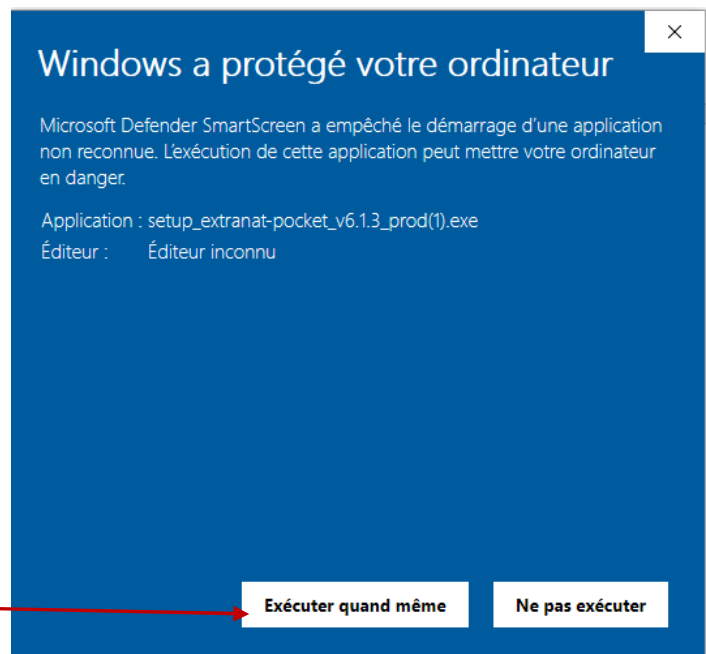 Windows a protégé votre ordinateur
Microsoft Defender SmartScreen a empêché le démarrage d’une application
non reconnue. L’exécution de cette application peut mettre votre ordinateur
en danger.
Application : setup_extranat-pocket_v6.1.3_prod(1).exe
Éditeur : Éditeur inconnu
Exécuter quand même Ne pas exécuter